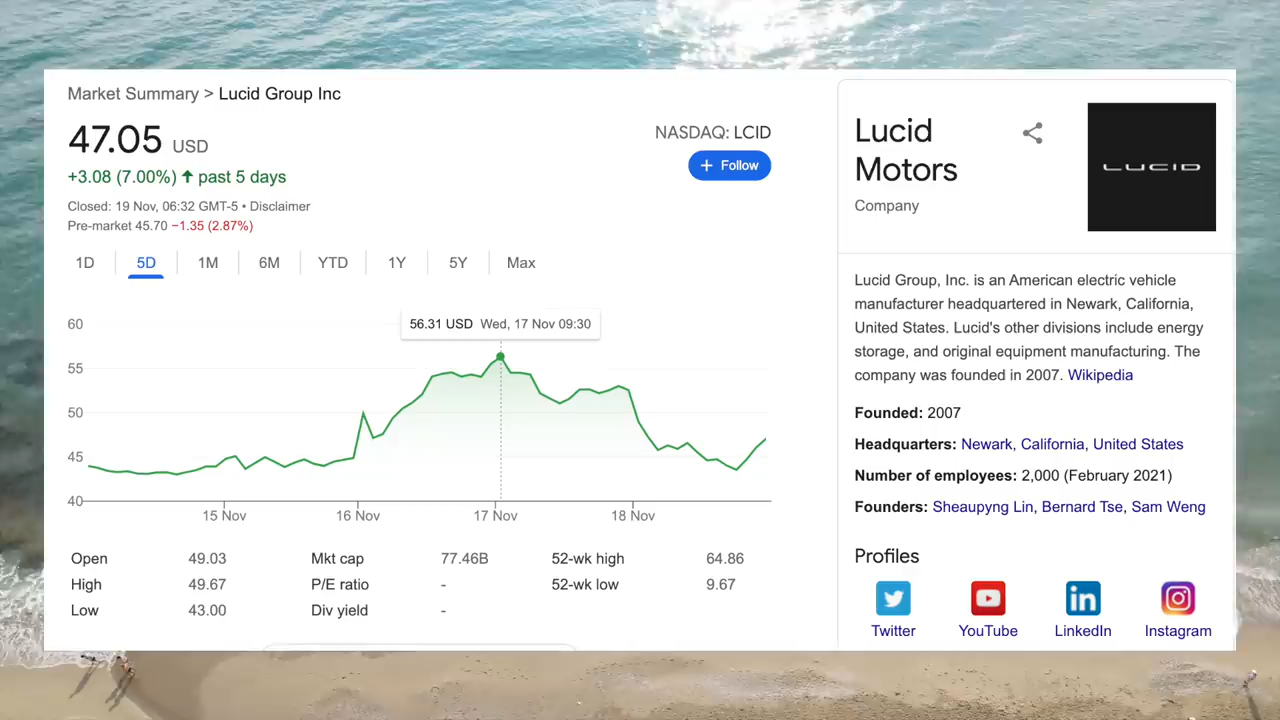 Market Summary > Lucid Group Inc
47.05 USD
NASDAQ: LCID
+ Follow
+3.08 (7.00%) ↑ past 5 days
Closed: 19 Nov, 06:32 GMT-5 • Disclaimer
Pre-market 45.70 −1.35 (2.87%)
1D 5D 1M 6M YTD 1Y 5Y Max
56.31 USD Wed, 17 Nov 09:30
60
55
50
45
40
15 Nov 16 Nov 17 Nov 18 Nov
Open 49.03 Mkt cap 77.46B 52-wk high 64.86
High 49.67 P/E ratio - 52-wk low 9.67
Low 43.00 Div yield -
Lucid
Motors
Company
LUCID
Lucid Group, Inc. is an American electric vehicle
manufacturer headquartered in Newark, California,
United States. Lucid's other divisions include energy
storage, and original equipment manufacturing. The
company was founded in 2007. Wikipedia
Founded: 2007
Headquarters: Newark, California, United States
Number of employees: 2,000 (February 2021)
Founders: Sheaupyng Lin, Bernard Tse, Sam Weng
Profiles
in
Twitter YouTube LinkedIn Instagram